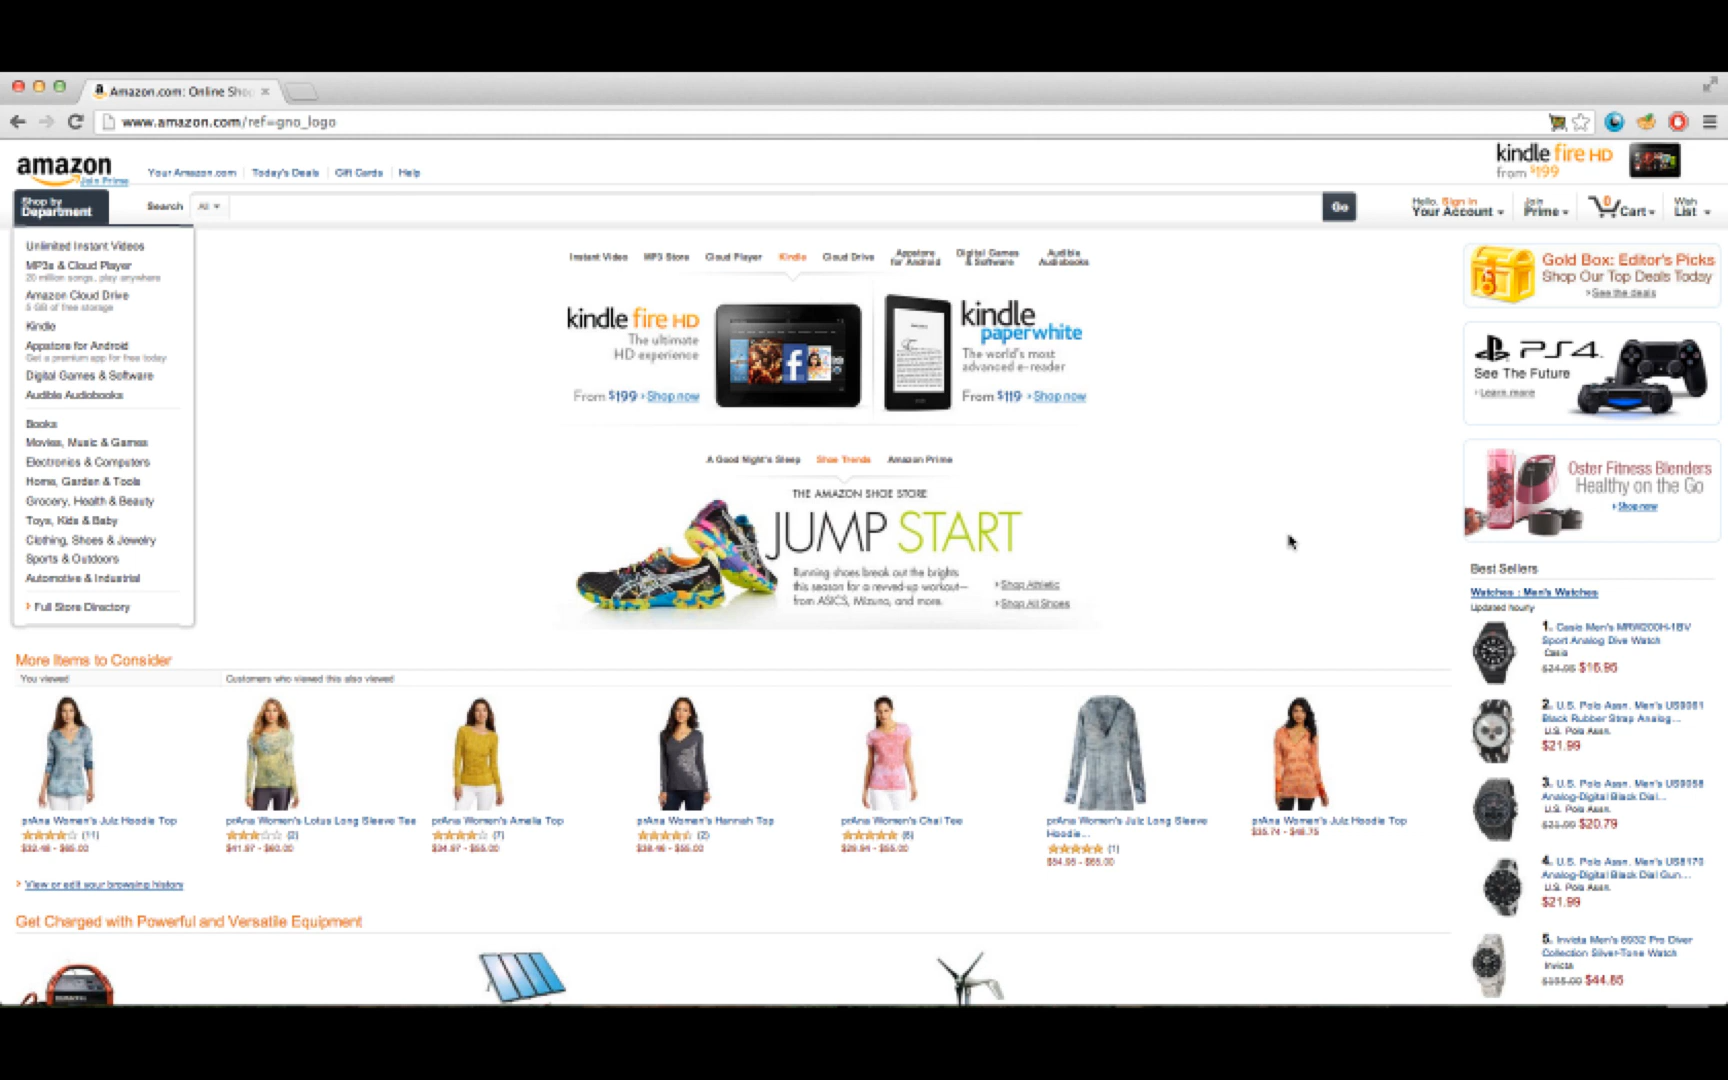 Amazon.com: Online Sho
www.amazon.com/ref=gno_logo
amazon
Join Prime
Your Amazon.com
Today's Deals
Gift Cards
Help
kindle fire HD
from $199
Shop by
Department
Search
All
Go
Hello. Sign in
Your Account
Join
Prime
0
Cart
Wish
List
Unlimited Instant Videos
MP3s & Cloud Player
20 million songs, play anywhere
Amazon Cloud Drive
5 GB of free storage
Kindle
Appstore for Android
Get a premium app for free today
Digital Games & Software
Audible Audiobooks
Books
Movies, Music & Games
Electronics & Computers
Home, Garden & Tools
Grocery, Health & Beauty
Toys, Kids & Baby
Clothing, Shoes & Jewelry
Sports & Outdoors
Automotive & Industrial
Full Store Directory
Instant Video
MP3 Store
Cloud Player
Kindle
Cloud Drive
Appstore
for Android
Digital Games
& Software
Audible
Audiobooks
kindle fire HD
The ultimate
HD experience
From $199 › Shop now
kindle
paperwhite
The world's most
advanced e-reader
From $119 › Shop now
A Good Night's Sleep
Shoe Trends
Amazon Prime
THE AMAZON SHOE STORE
JUMP START
Running shoes break out the brights
this season for a revved-up workout—
from ASICS, Mizuno, and more.
› Shop Athletic
› Shop All Shoes
Gold Box: Editor's Picks
Shop Our Top Deals Today
› See the deals
PS4
See The Future
› Learn more
Oster Fitness Blenders
Healthy on the Go
› Shop now
Best Sellers
Watches : Men's Watches
Updated hourly
1. Casio Men's MRW200H-1BV
Sport Analog Dive Watch
Casio
$24.95 $16.95
2. U.S. Polo Assn. Men's US9061
Black Rubber Strap Analog...
U.S. Polo Assn.
$21.99
3. U.S. Polo Assn. Men's US9058
Analog-Digital Black Dial...
U.S. Polo Assn.
$21.99 $20.79
4. U.S. Polo Assn. Men's US8170
Analog-Digital Black Dial Gun...
U.S. Polo Assn.
$21.99
5. Invicta Men's 8932 Pro Diver
Collection Silver-Tone Watch
Invicta
$44.65
More Items to Consider
You viewed
Customers who viewed this also viewed
prAna Women's Julz Hoodie Top
(11)
$32.48 - $65.00
prAna Women's Lotus Long Sleeve Tee
(2)
$41.97 - $60.00
prAna Women's Amelia Top
(7)
$34.97 - $55.00
prAna Women's Hannah Top
(2)
$38.46 - $55.00
prAna Women's Chai Tee
(6)
$29.94 - $55.00
prAna Women's Julz Long Sleeve
Hoodie...
(1)
$54.95 - $65.00
prAna Women's Julz Hoodie Top
$35.74 - $48.75
View or edit your browsing history
Get Charged with Powerful and Versatile Equipment